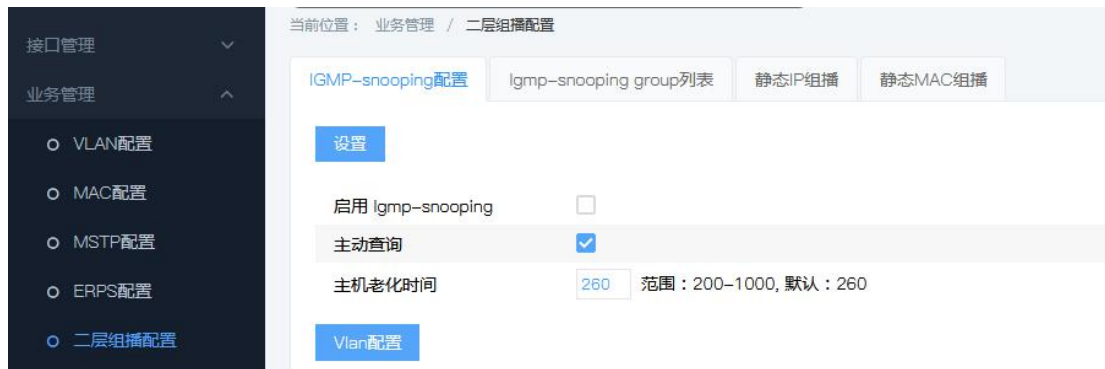 当前位置： 业务管理 / 二层组播配置
接口管理
业务管理
VLAN配置
MAC配置
MSTP配置
ERPS配置
二层组播配置
IGMP-snooping配置 Igmp-snooping group列表 静态IP组播 静态MAC组播
设置
启用 Igmp-snooping
主动查询
主机老化时间 260 范围：200-1000, 默认：260
Vlan配置